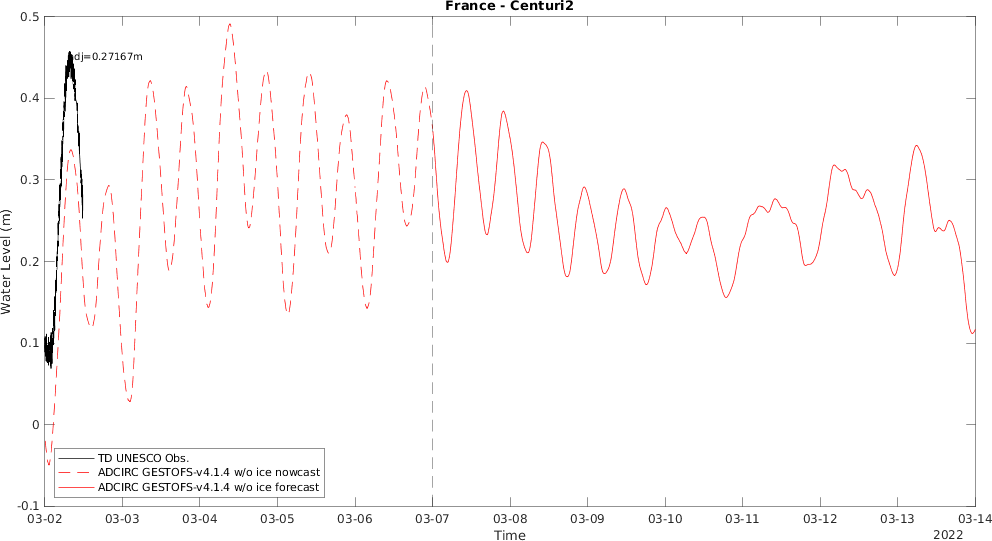 France - Centuri2
dj=0.27167m
0.5
0.4
0.3
0.2
0.1
0
-0.1
Water Level (m)
TD UNESCO Obs.
ADCIRC GESTOFS-v4.1.4 w/o ice nowcast
ADCIRC GESTOFS-v4.1.4 w/o ice forecast
03-02 03-03 03-04 03-05 03-06 03-07 03-08 03-09 03-10 03-11 03-12 03-13 03-14
Time
2022